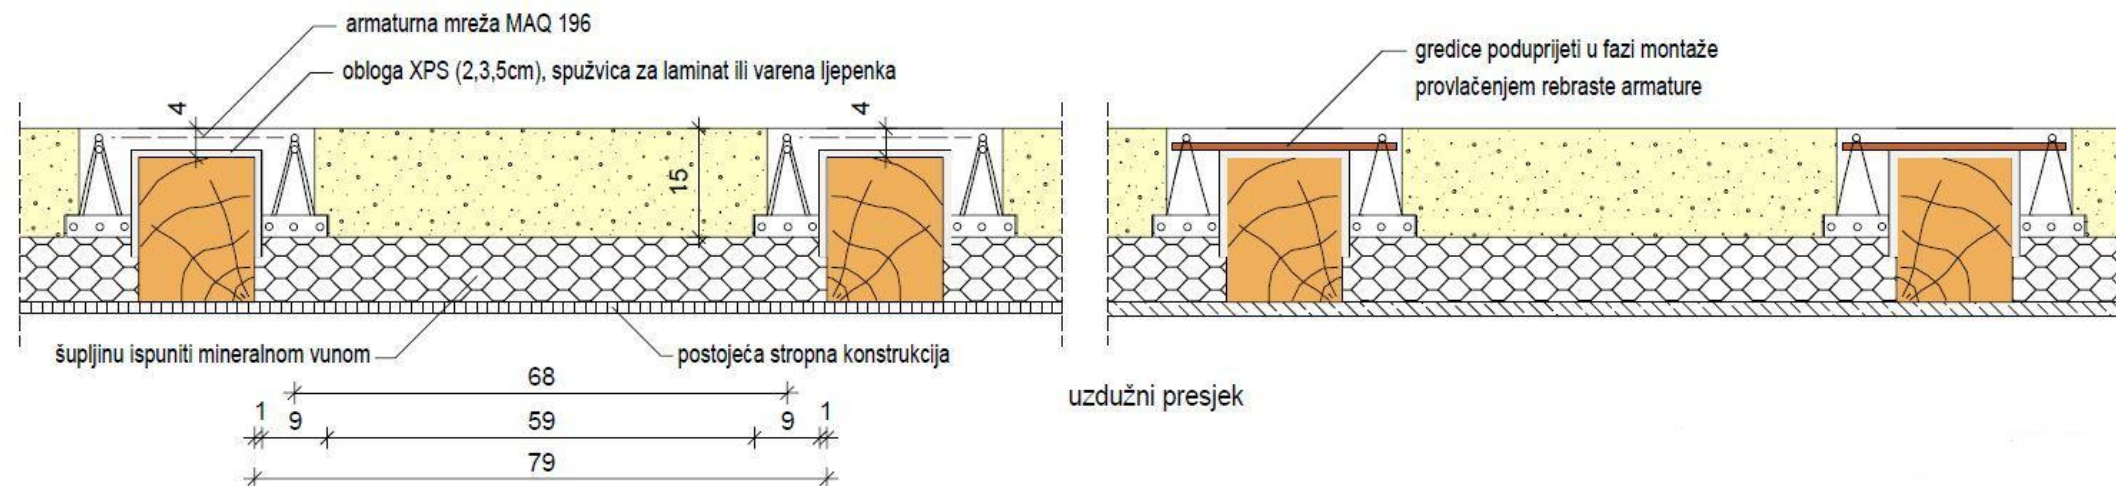 armaturna mreža MAQ 196
obloga XPS (2,3,5cm), spužvica za laminat ili varena ljepenka
gredice poduprijeti u fazi montaže
provlačenjem rebraste armature
4
4
15
šupljinu ispuniti mineralnom vunom
postojeća stropna konstrukcija
68
uzdužni presjek
1 9 59 9 1
79